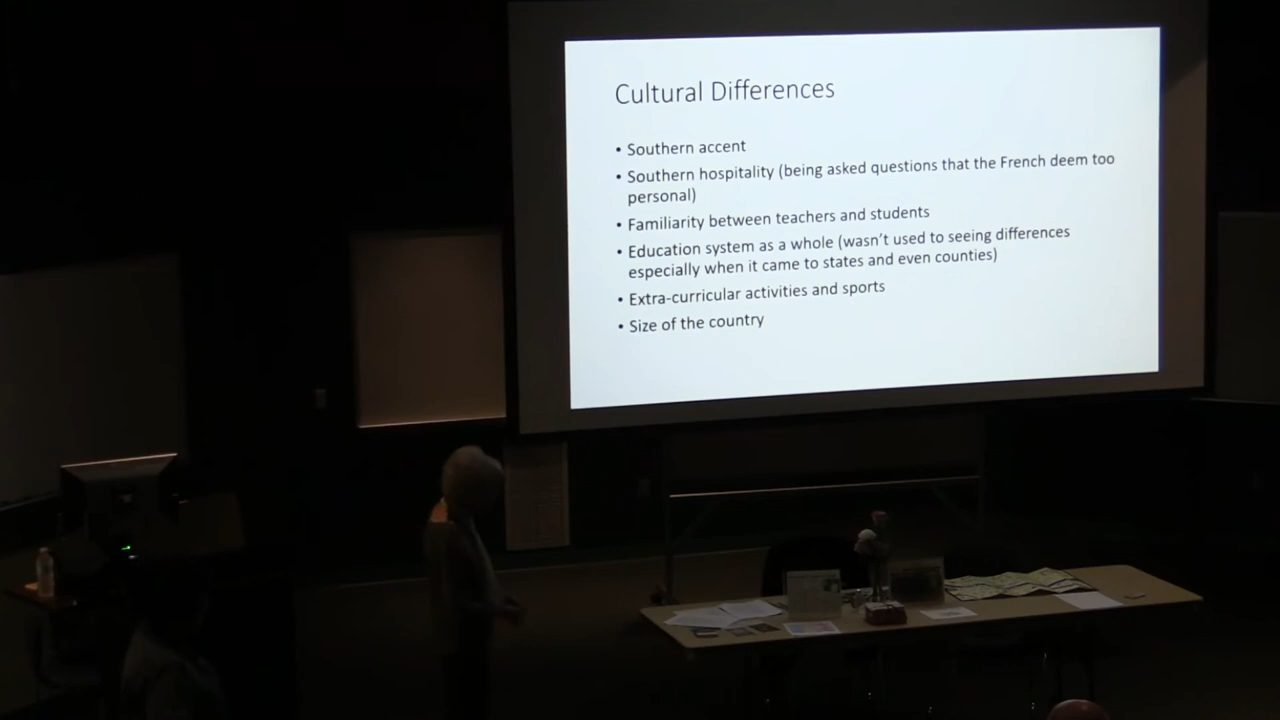 Cultural Differences
• Southern accent
• Southern hospitality (being asked questions that the French deem too
personal)
• Familiarity between teachers and students
• Education system as a whole (wasn't used to seeing differences
especially when it came to states and even counties)
• Extra-curricular activities and sports
• Size of the country